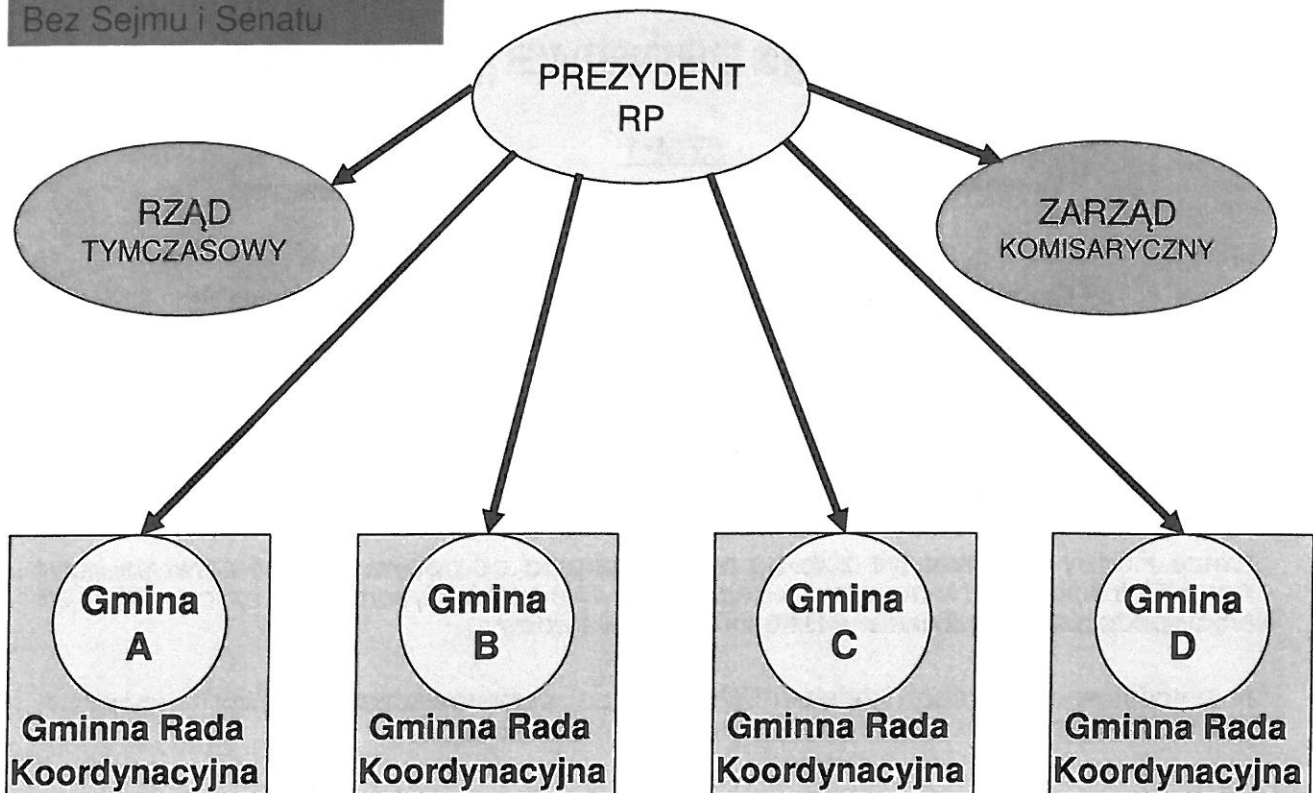 Bez Sejmu i Senatu
PREZYDENT
RP
RZĄD
TYMCZASOWY
ZARZĄD
KOMISARYCZNY
Gmina
A
Gminna Rada
Koordynacyjna
Gmina
B
Gminna Rada
Koordynacyjna
Gmina
C
Gminna Rada
Koordynacyjna
Gmina
D
Gminna Rada
Koordynacyjna